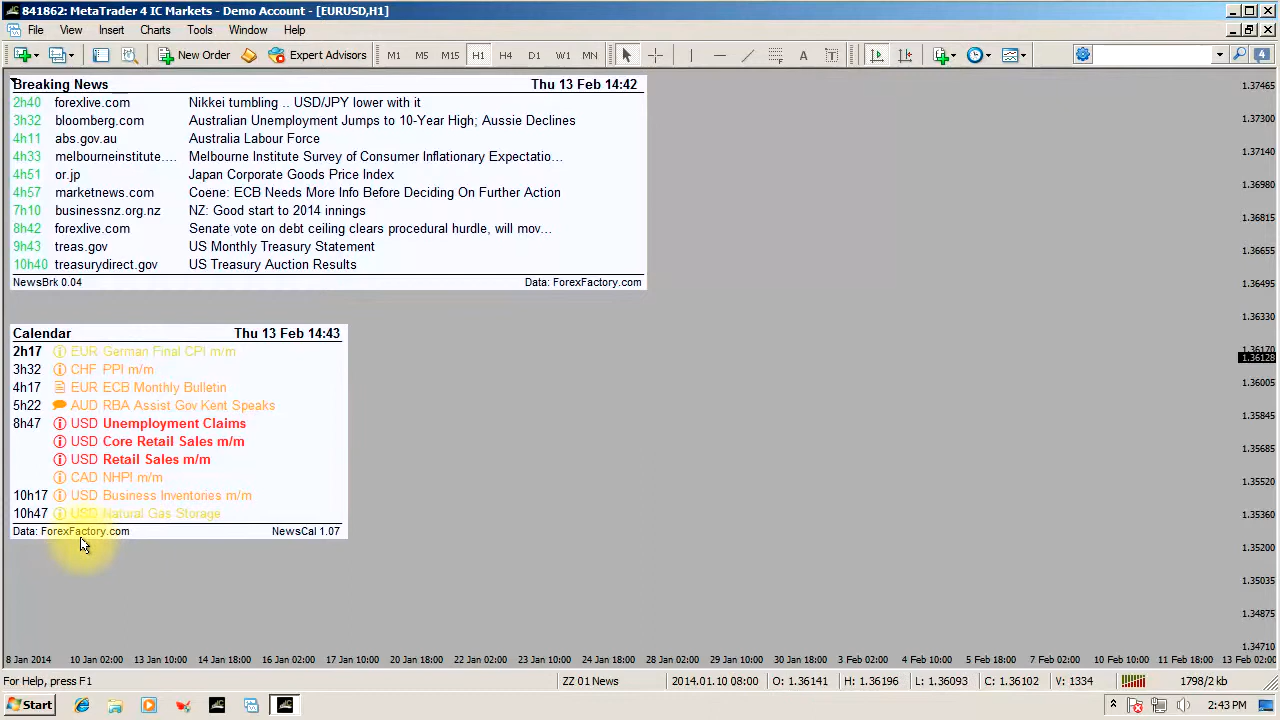 841862: MetaTrader 4 IC Markets - Demo Account - [EURUSD,H1]
File View Insert Charts Tools Window Help
New Order Expert Advisors M1 M5 M15 H1 H4 D1 W1 MN A T 4
Breaking News Thu 13 Feb 14:42
2h40 forexlive.com Nikkei tumbling .. USD/JPY lower with it
3h32 bloomberg.com Australian Unemployment Jumps to 10-Year High; Aussie Declines
4h11 abs.gov.au Australia Labour Force
4h33 melbourneinstitute.... Melbourne Institute Survey of Consumer Inflationary Expectatio...
4h51 or.jp Japan Corporate Goods Price Index
4h57 marketnews.com Coene: ECB Needs More Info Before Deciding On Further Action
7h10 businessnz.org.nz NZ: Good start to 2014 innings
8h42 forexlive.com Senate vote on debt ceiling clears procedural hurdle, will mov...
9h43 treas.gov US Monthly Treasury Statement
10h40 treasurydirect.gov US Treasury Auction Results
NewsBrk 0.04 Data: ForexFactory.com
Calendar Thu 13 Feb 14:43
2h17 EUR German Final CPI m/m
3h32 CHF PPI m/m
4h17 EUR ECB Monthly Bulletin
5h22 AUD RBA Assist Gov Kent Speaks
8h47 USD Unemployment Claims
USD Core Retail Sales m/m
USD Retail Sales m/m
CAD NHPI m/m
10h17 USD Business Inventories m/m
10h47 USD Natural Gas Storage
Data: ForexFactory.com NewsCal 1.07
1.37465
1.37300
1.37140
1.36980
1.36815
1.36655
1.36495
1.36330
1.36170
1.36128
1.36005
1.35845
1.35685
1.35520
1.35360
1.35200
1.35035
1.34875
1.34710
8 Jan 2014 10 Jan 02:00 13 Jan 10:00 14 Jan 18:00 16 Jan 02:00 17 Jan 10:00 20 Jan 18:00 22 Jan 02:00 23 Jan 10:00 24 Jan 18:00 28 Jan 02:00 29 Jan 10:00 30 Jan 18:00 3 Feb 02:00 4 Feb 10:00 5 Feb 18:00 7 Feb 02:00 10 Feb 10:00 11 Feb 18:00 13 Feb 02:00
For Help, press F1 ZZ 01 News 2014.01.10 08:00 O: 1.36141 H: 1.36196 L: 1.36093 C: 1.36102 V: 1334 1798/2 kb
Start 2:43 PM